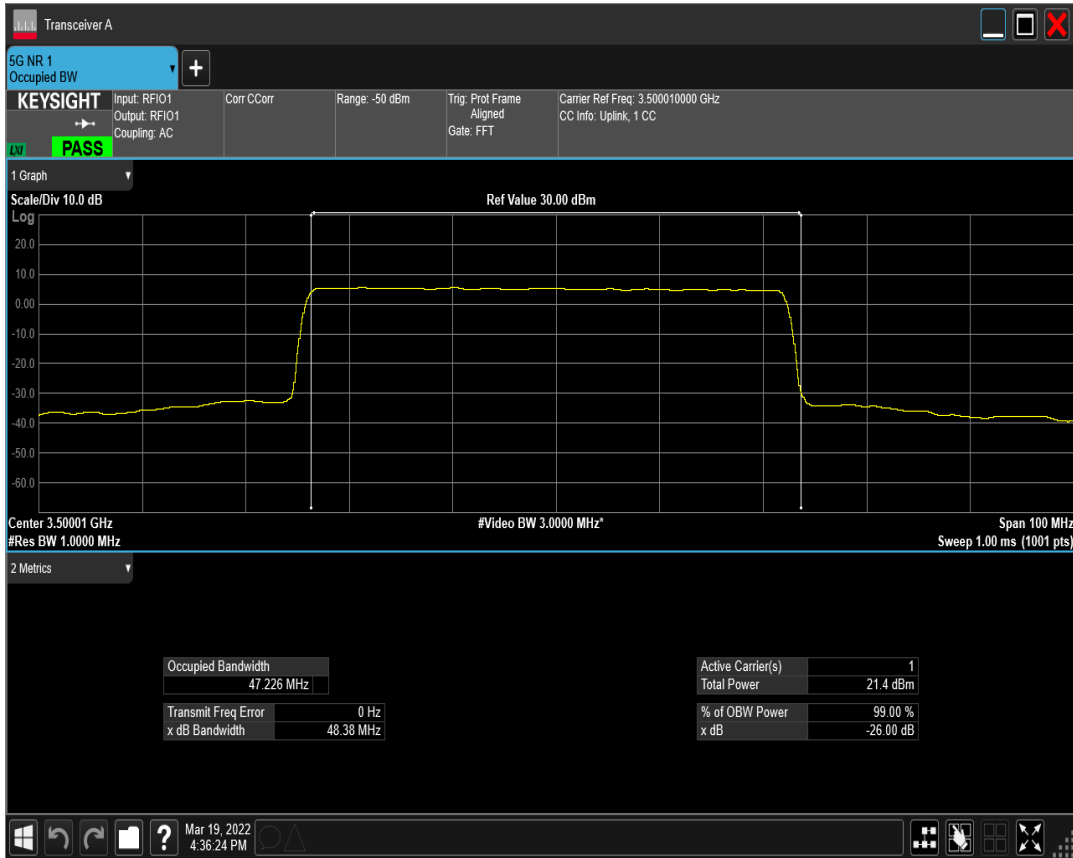 Transceiver A
5G NR 1
Occupied BW
+
KEYSIGHT
LXI
PASS
Input: RFIO1
Output: RFIO1
Coupling: AC
Corr CCorr
Range: -50 dBm
Trig: Prot Frame
Aligned
Gate: FFT
Carrier Ref Freq: 3.500010000 GHz
CC Info: Uplink, 1 CC
1 Graph
Scale/Div 10.0 dB
Ref Value 30.00 dBm
Log
20.0
10.0
0.00
-10.0
-20.0
-30.0
-40.0
-50.0
-60.0
Center 3.50001 GHz
#Video BW 3.0000 MHz*
Span 100 MHz
#Res BW 1.0000 MHz
Sweep 1.00 ms (1001 pts)
2 Metrics
Occupied Bandwidth
47.226 MHz
Transmit Freq Error 0 Hz
x dB Bandwidth 48.38 MHz
Active Carrier(s) 1
Total Power 21.4 dBm
% of OBW Power 99.00 %
x dB -26.00 dB
?
Mar 19, 2022
4:36:24 PM